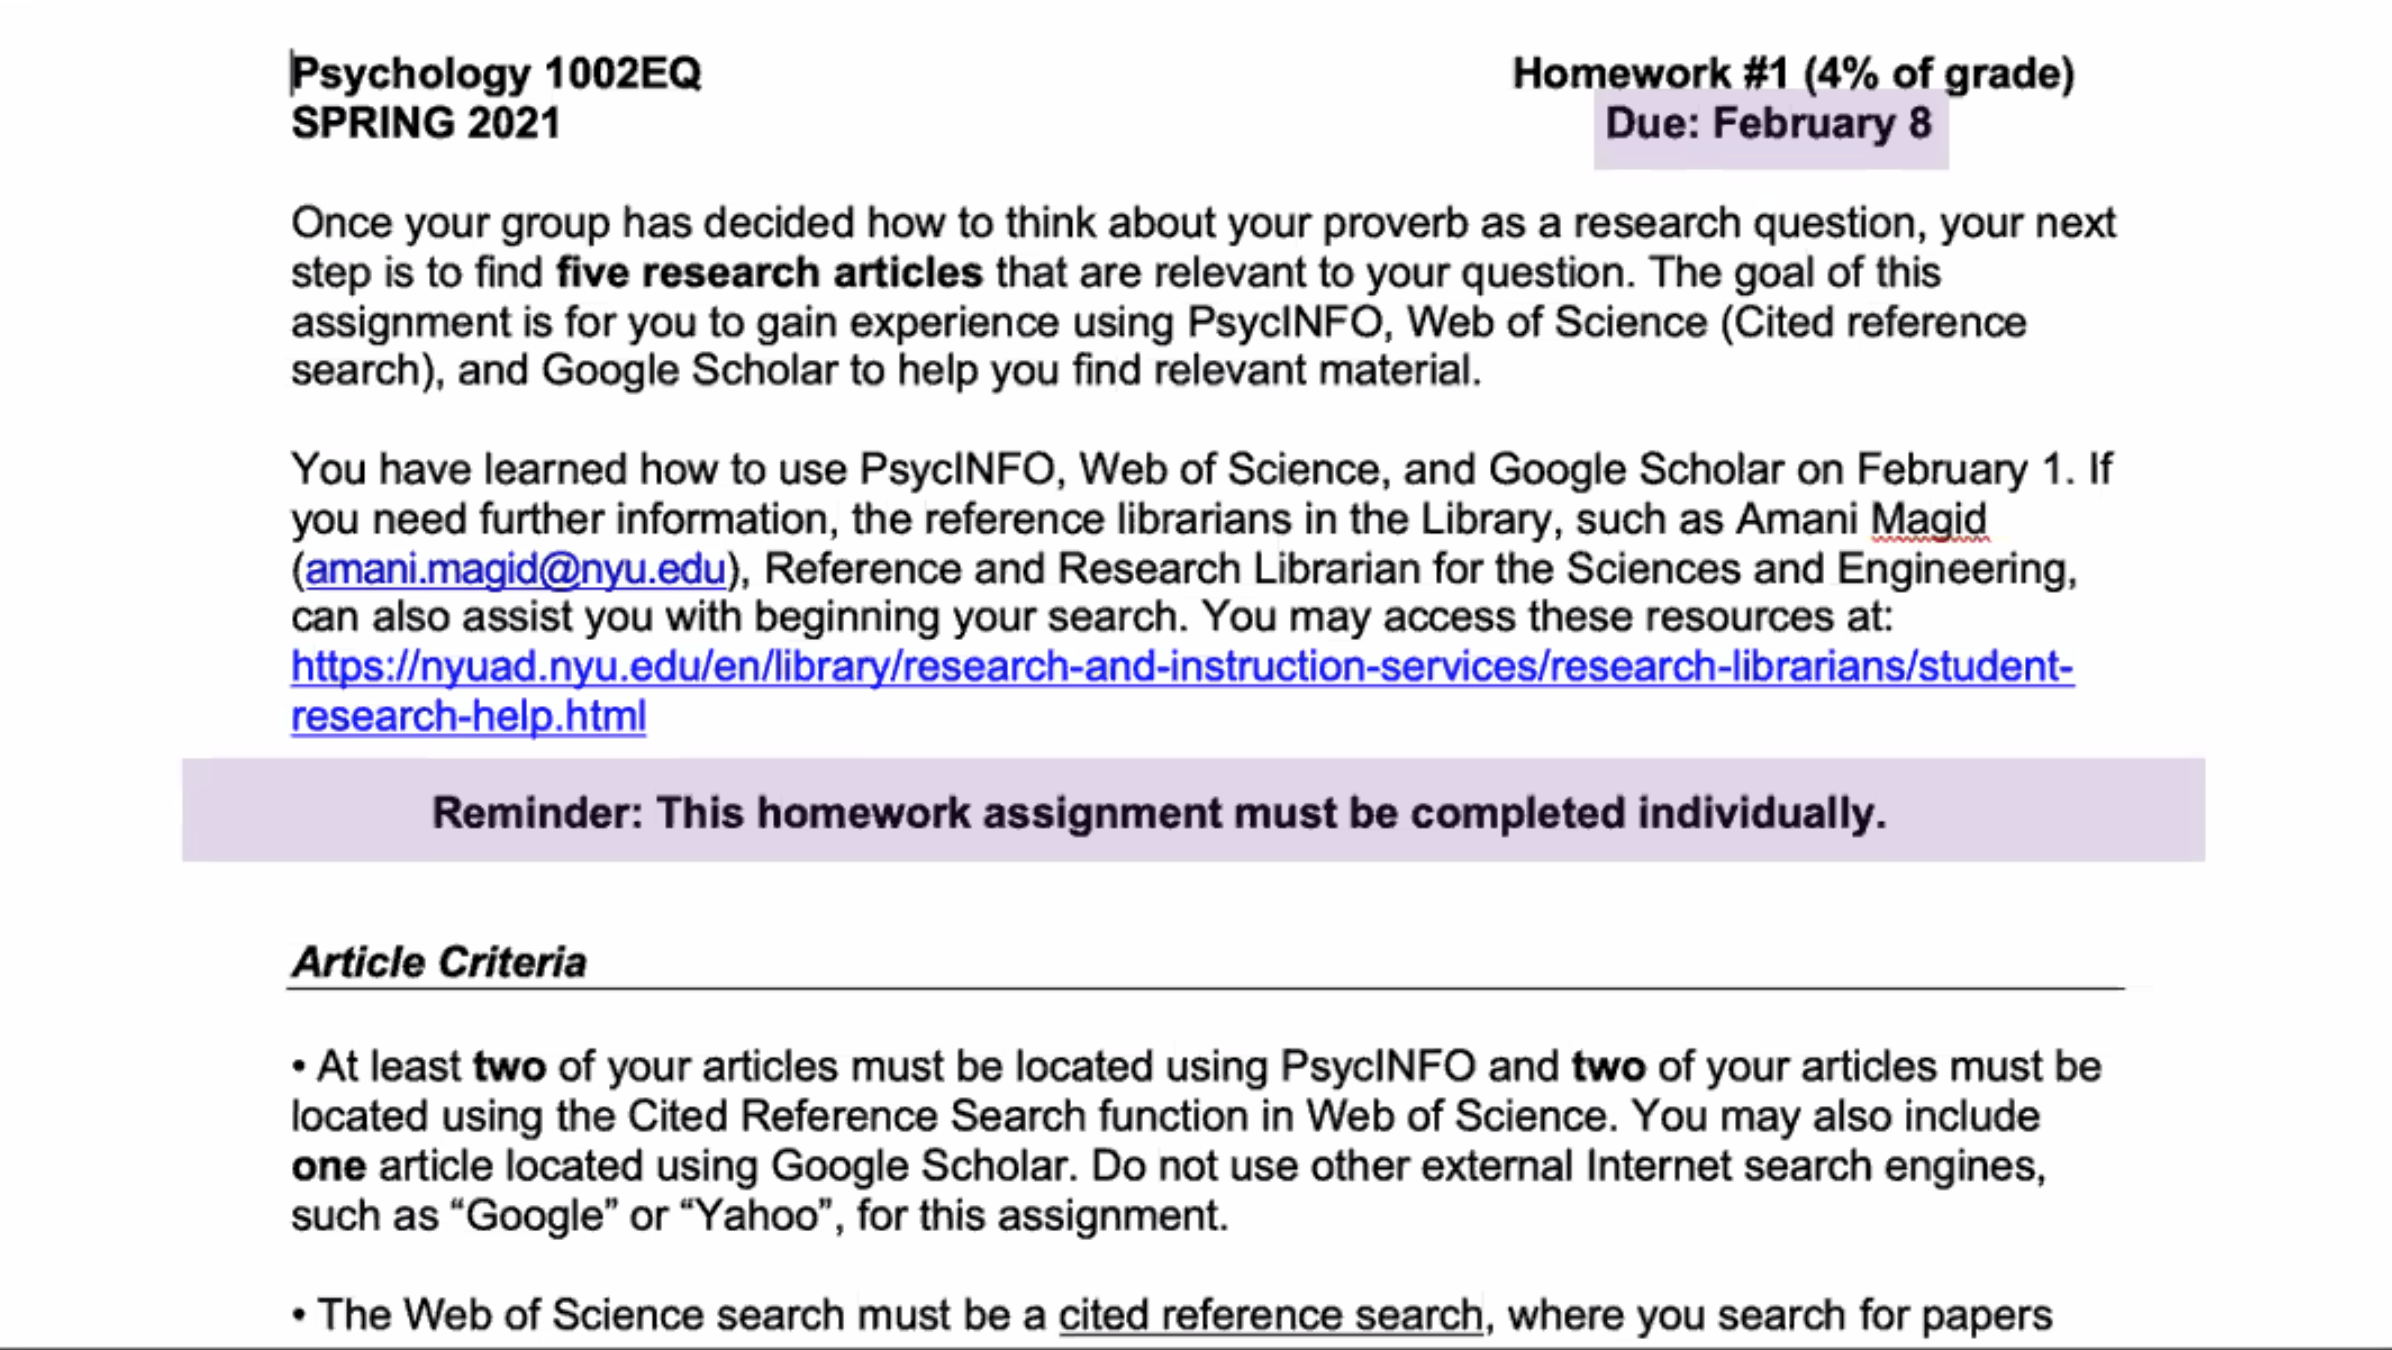 Psychology 1002EQ Homework #1 (4% of grade)
SPRING 2021 Due: February 8
Once your group has decided how to think about your proverb as a research question, your next
step is to find five research articles that are relevant to your question. The goal of this
assignment is for you to gain experience using PsycINFO, Web of Science (Cited reference
search), and Google Scholar to help you find relevant material.
You have learned how to use PsycINFO, Web of Science, and Google Scholar on February 1. If
you need further information, the reference librarians in the Library, such as Amani Magid
(amani.magid@nyu.edu), Reference and Research Librarian for the Sciences and Engineering,
can also assist you with beginning your search. You may access these resources at:
https://nyuad.nyu.edu/en/library/research-and-instruction-services/research-librarians/student-
research-help.html
Reminder: This homework assignment must be completed individually.
Article Criteria
• At least two of your articles must be located using PsycINFO and two of your articles must be
located using the Cited Reference Search function in Web of Science. You may also include
one article located using Google Scholar. Do not use other external Internet search engines,
such as “Google” or “Yahoo”, for this assignment.
• The Web of Science search must be a cited reference search, where you search for papers